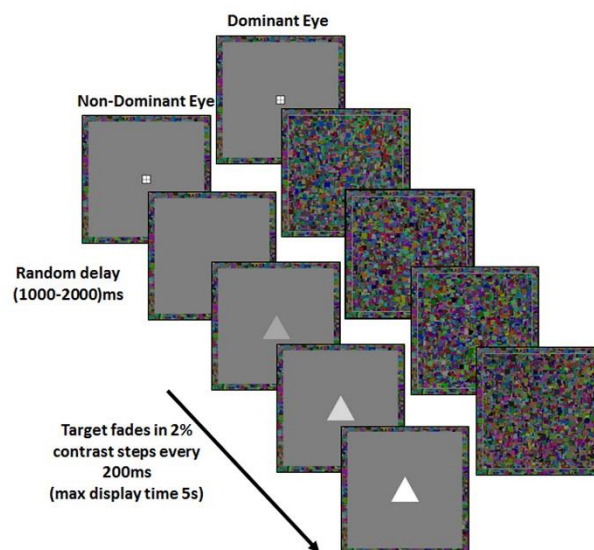 Dominant Eye
Non-Dominant Eye
Random delay
(1000-2000)ms
Target fades in 2%
contrast steps every
200ms
(max display time 5s)